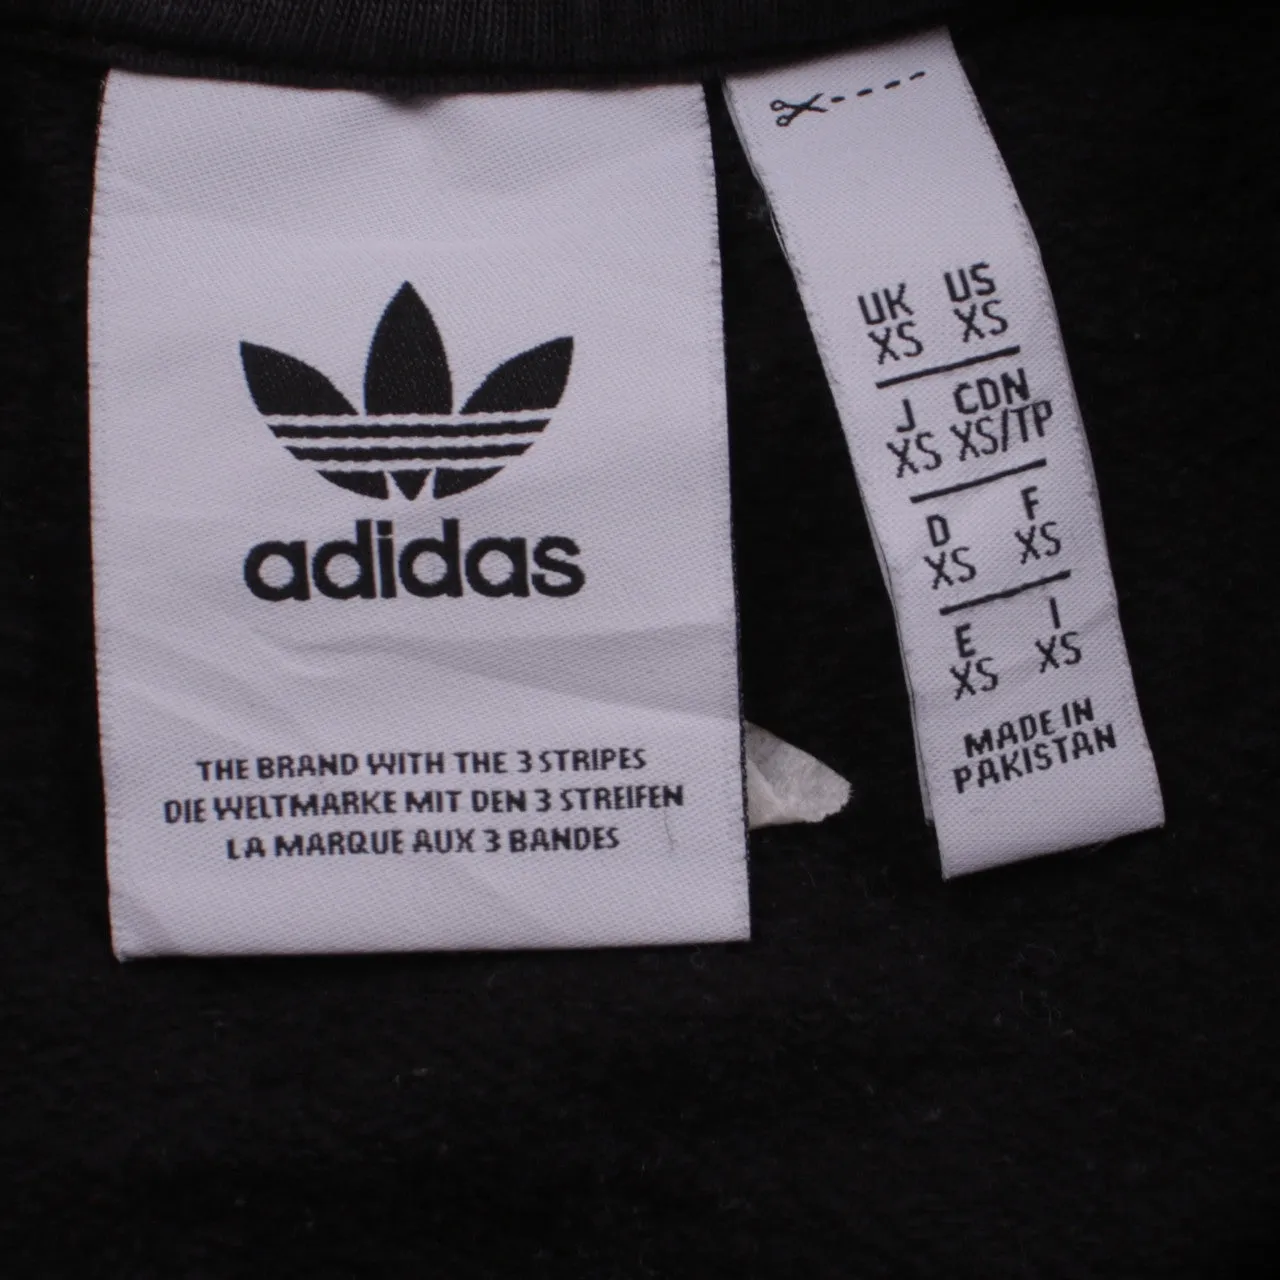 adidas
THE BRAND WITH THE 3 STRIPES
DIE WELTMARKE MIT DEN 3 STREIFEN
LA MARQUE AUX 3 BANDES
UK US
XS XS
J CDN
XS XS/TP
D F
XS XS
E I
XS XS
MADE IN
PAKISTAN